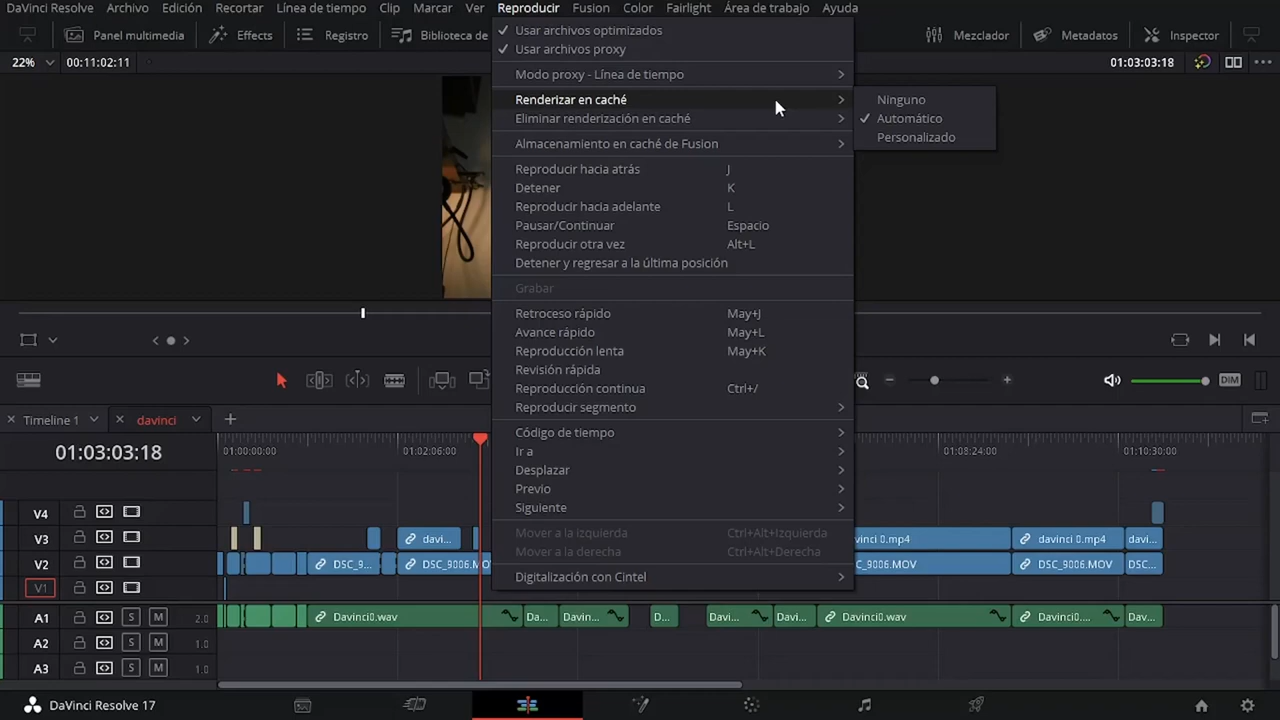 DaVinci Resolve Archivo Edición Recortar Línea de tiempo Clip Marcar Ver Reproducir Fusion Color Fairlight Área de trabajo Ayuda
Panel multimedia Effects Registro Biblioteca de Mezclador Metadatos Inspector
22% 00:11:02:11 01:03:03:18
Usar archivos optimizados
Usar archivos proxy
Modo proxy - Línea de tiempo
Renderizar en caché
Eliminar renderización en caché
Almacenamiento en caché de Fusion
Ninguno
Automático
Personalizado
Reproducir hacia atrás J
Detener K
Reproducir hacia adelante L
Pausar/Continuar Espacio
Reproducir otra vez Alt+L
Detener y regresar a la última posición
Grabar
Retroceso rápido May+J
Avance rápido May+L
Reproducción lenta May+K
Revisión rápida
Reproducción continua Ctrl+/
Reproducir segmento
Código de tiempo
Ir a
Desplazar
Previo
Siguiente
Mover a la izquierda Ctrl+Alt+Izquierda
Mover a la derecha Ctrl+Alt+Derecha
Digitalización con Cintel
DIM
Timeline 1 davinci
01:03:03:18 01:00:00:00 01:02:06:00 01:08:24:00 01:10:30:00
V4
V3 davi... vinci 0.mp4 davinci 0.mp4 davi...
V2 DSC_9... DSC_9006.MO C_9006.MOV DSC_9006.MOV DSC...
V1
A1 S M 2.0 Davinci0.wav Da... Davin... D... Davi... Davi... Davinci0.wav Davinci0.... Dav...
A2 S M 1.0
A3 S M 1.0
DaVinci Resolve 17